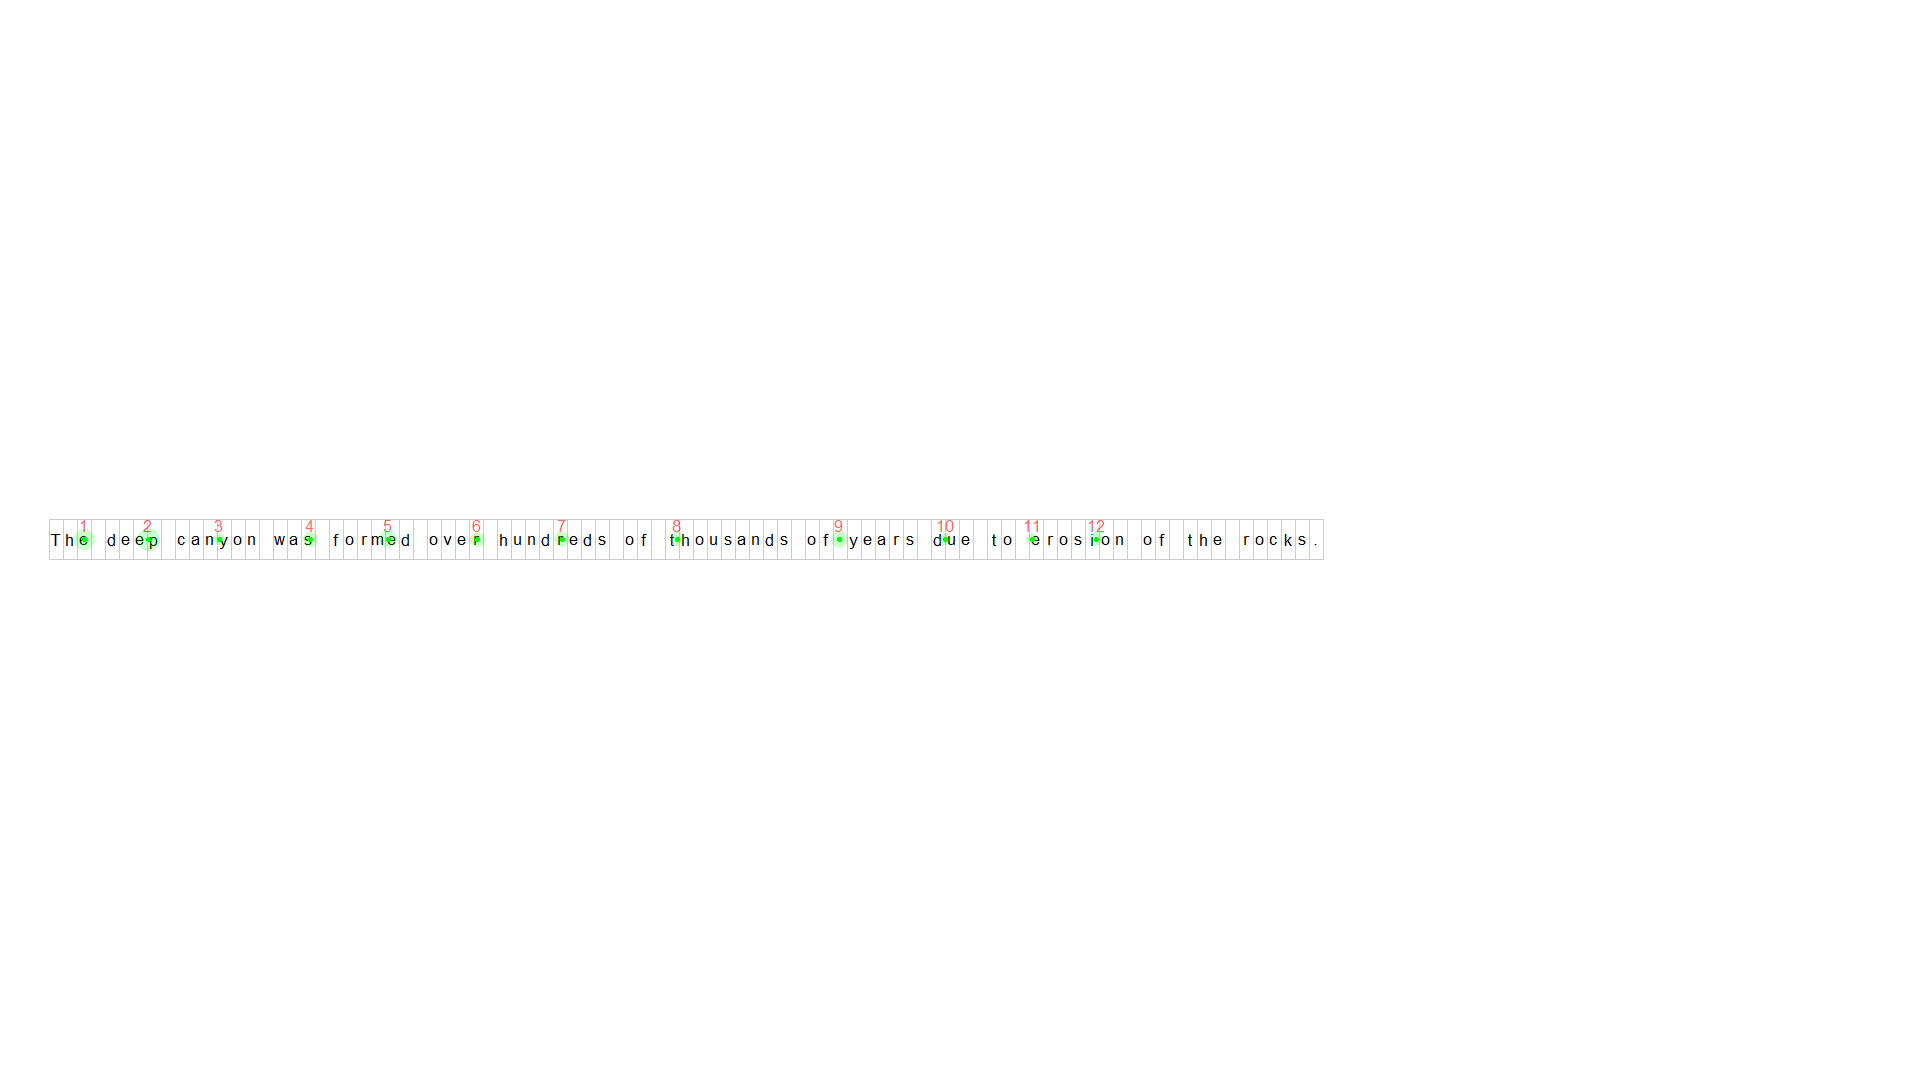 1 2 3 4 5 6 7 8 9 10 11 12
The deep canyon was formed over hundreds of thousands of years due to erosion of the rocks.